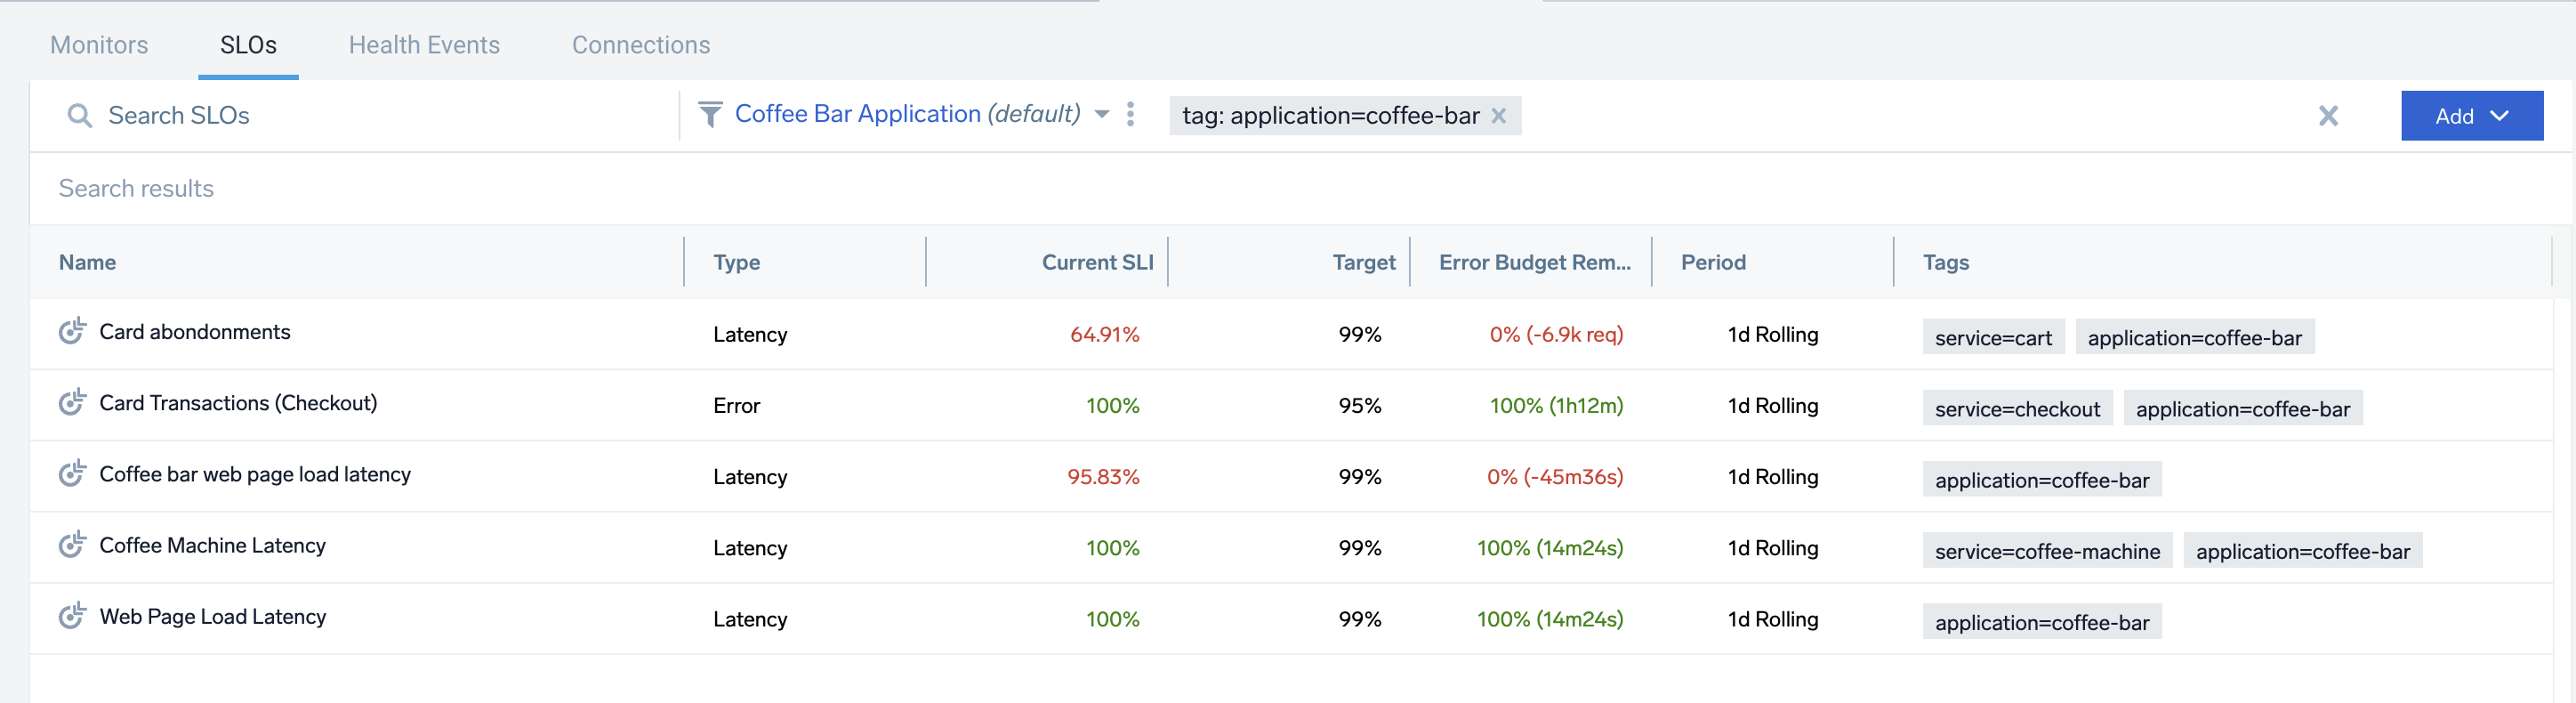 Monitors SLOs Health Events Connections
Search SLOs Coffee Bar Application (default) tag: application=coffee-bar Add
Search results
Name Type Current SLI Target Error Budget Rem... Period Tags
Card abondonments Latency 64.91% 99% 0% (-6.9k req) 1d Rolling service=cart application=coffee-bar
Card Transactions (Checkout) Error 100% 95% 100% (1h12m) 1d Rolling service=checkout application=coffee-bar
Coffee bar web page load latency Latency 95.83% 99% 0% (-45m36s) 1d Rolling application=coffee-bar
Coffee Machine Latency Latency 100% 99% 100% (14m24s) 1d Rolling service=coffee-machine application=coffee-bar
Web Page Load Latency Latency 100% 99% 100% (14m24s) 1d Rolling application=coffee-bar